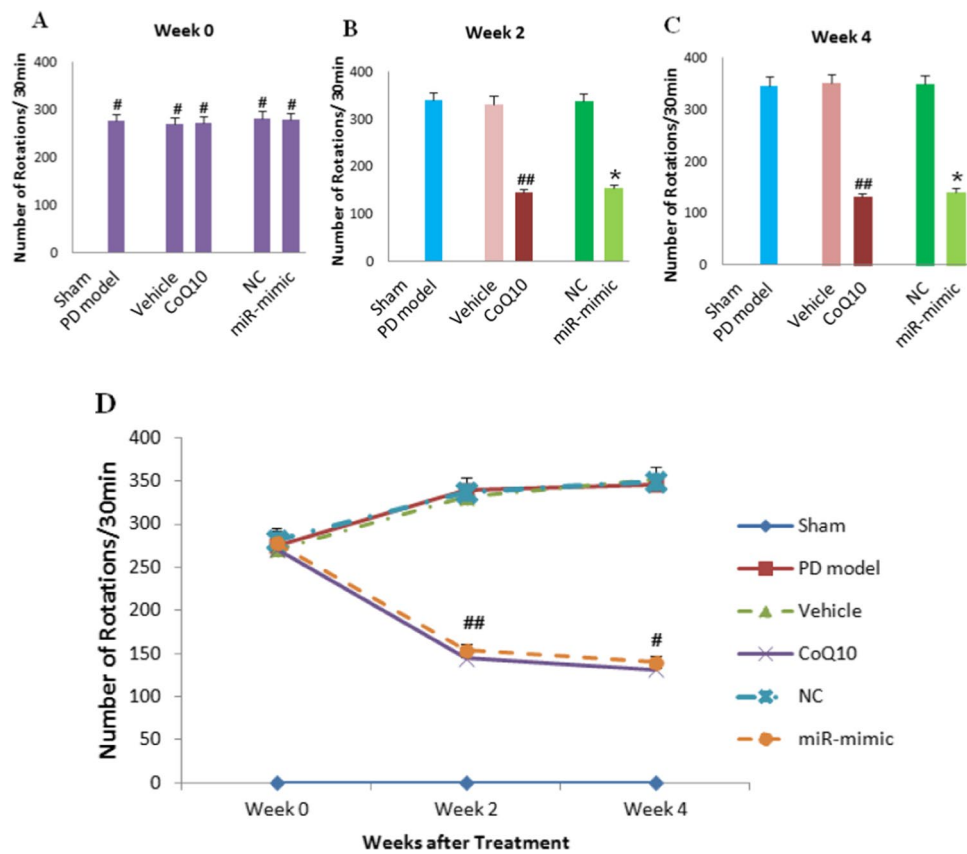 A
Week 0
Number of Rotations/ 30min
400
300
200
100
0
#
#
#
#
#
Sham
PD model
Vehicle
CoQ10
NC
miR-mimic
B
Week 2
Number of Rotations/ 30min
400
300
200
100
0
##
*
Sham
PD model
Vehicle
CoQ10
NC
miR-mimic
C
Week 4
Number of Rotations/30min
400
300
200
100
0
##
*
Sham
PD model
Vehicle
CoQ10
NC
miR-mimic
D
Number of Rotations/30min
400
350
300
250
200
150
100
50
0
##
#
Week 0
Week 2
Week 4
Weeks after Treatment
Sham
PD model
Vehicle
CoQ10
NC
miR-mimic